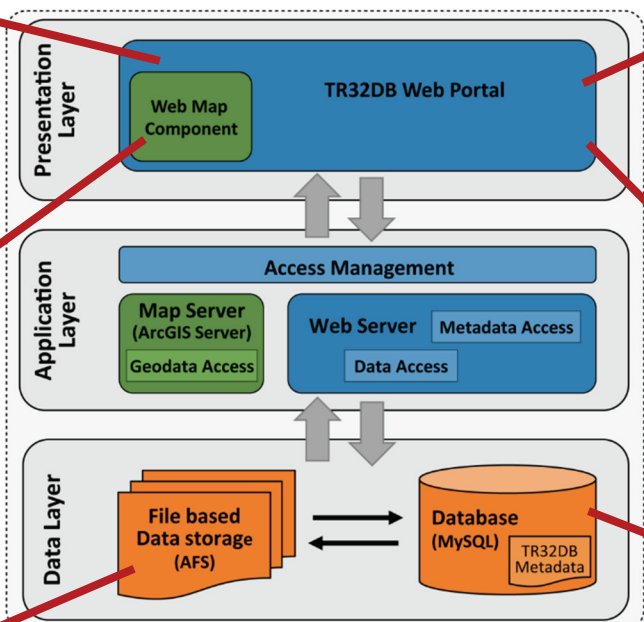 Presentation
Layer
Web Map
Component
TR32DB Web Portal
Application
Layer
Access Management
Map Server
(ArcGIS Server)
Geodata Access
Web Server
Metadata Access
Data Access
Data Layer
File based
Data storage
(AFS)
Database
(MySQL)
TR32DB
Metadata